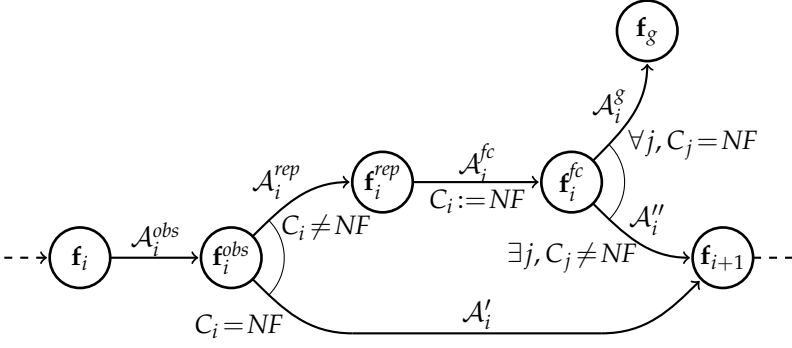 f_g
A_i^g
∀j, C_j = NF
A_i^rep
f_i^rep
A_i^fc
C_i := NF
f_i^fc
C_i ≠ NF
A_i''
A_i^obs
f_i
f_i^obs
∃j, C_j ≠ NF
f_{i+1}
C_i = NF
A_i'